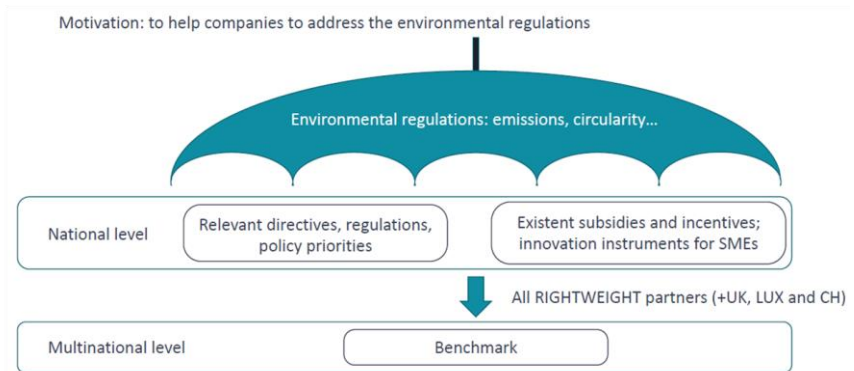 Motivation: to help companies to address the environmental regulations
Environmental regulations: emissions, circularity...
National level
Relevant directives, regulations,
policy priorities
Existent subsidies and incentives;
innovation instruments for SMEs
All RIGHTWEIGHT partners (+UK, LUX and CH)
Multinational level
Benchmark